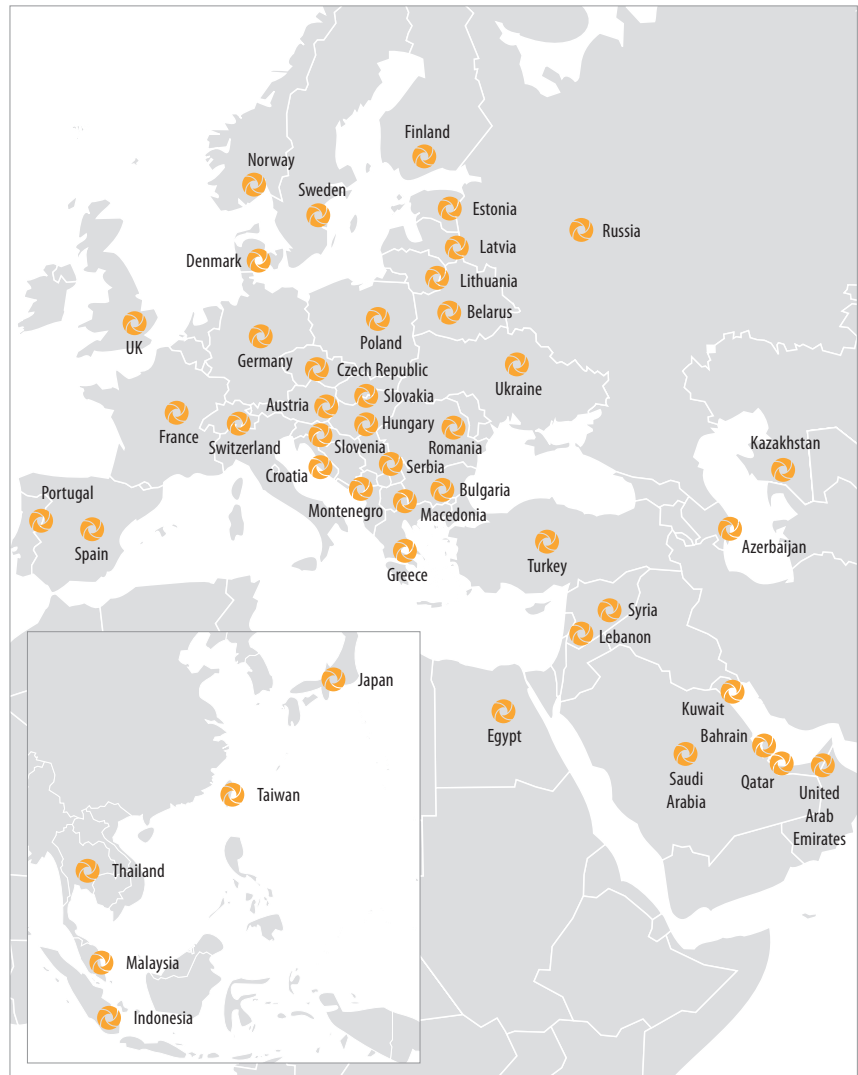 Finland
Norway
Sweden
Estonia
Russia
Latvia
Denmark
Lithuania
Belarus
UK
Poland
Germany
Czech Republic
Ukraine
Slovakia
Austria
Hungary
France
Switzerland
Slovenia
Romania
Kazakhstan
Serbia
Croatia
Portugal
Bulgaria
Montenegro
Macedonia
Spain
Azerbaijan
Greece
Turkey
Syria
Lebanon
Japan
Kuwait
Egypt
Bahrain
Saudi
Arabia
Qatar
United
Arab
Emirates
Taiwan
Thailand
Malaysia
Indonesia